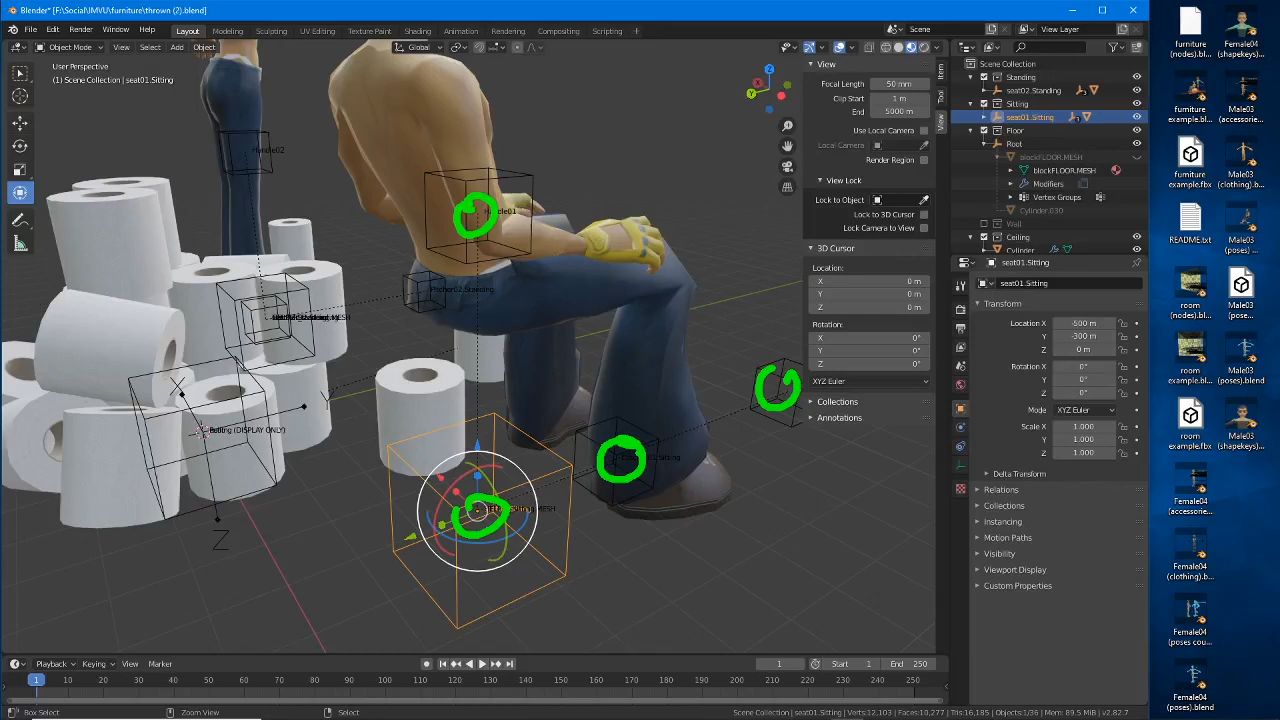 Blender* [F:\Social\IMVU\furniture\thrown (2).blend]
File Edit Render Window Help Layout Modeling Sculpting UV Editing Texture Paint Shading Animation Rendering Compositing Scripting Scene View Layer
Object Mode View Select Add Object Global
User Perspective
(1) Scene Collection | seat01.Sitting
Handle02
Z
Y
View
Focal Length 50 mm
Clip Start 1 m
End 5000 m
Use Local Camera
Local Camera
Render Region
View Lock
Lock to Object
Lock to 3D Cursor
Lock Camera to View
3D Cursor
Location:
X 0 m
Y 0 m
Z 0 m
Rotation:
X 0°
Y 0°
Z 0°
XYZ Euler
Collections
Annotations
Item
Tool
View
Pitcher02.Standing
(DISPLAY ONLY)
X
Y
Z
Scene Collection
Standing
seat02.Standing
Sitting
seat01.Sitting
Floor
Root
blockFLOOR.MESH
blockFLOOR.MESH
Modifiers
Vertex Groups
Cylinder.030
Wall
Ceiling
Cylinder
seat01.Sitting
seat01.Sitting
Transform
Location X -500 m
Y -300 m
Z 0 m
Rotation X 0°
Y 0°
Z 0°
Mode XYZ Euler
Scale X 1.000
Y 1.000
Z 1.000
Delta Transform
Relations
Collections
Instancing
Motion Paths
Visibility
Viewport Display
Custom Properties
Playback Keying View Marker 1 Start 1 End 250
1 10 20 30 40 50 60 70 80 90 100 110 120 130 140 150 160 170 180 190 200 210 220 230 240 250
Box Select Zoom View Select Scene Collection | seat01.Sitting | Verts:12,103 | Faces:10,277 | Tris:16,185 | Objects:1/36 | Mem: 89.5 MiB | v2.82.7
furniture (nodes).bl...
Female04 (shapekeys)...
furniture example.bl...
Male03 (accessorie...
furniture example.fbx
Male03 (clothing).b...
README.txt
Male03 (poses) ...
room (nodes).bl...
Male03 (pose...
room example.bl...
Male03 (poses).blend
room example.fbx
Male03 (shapekeys)...
Female04 (accessorie...
Female04 (clothing).b...
Female04 (poses cou...
Female04 (poses).blend